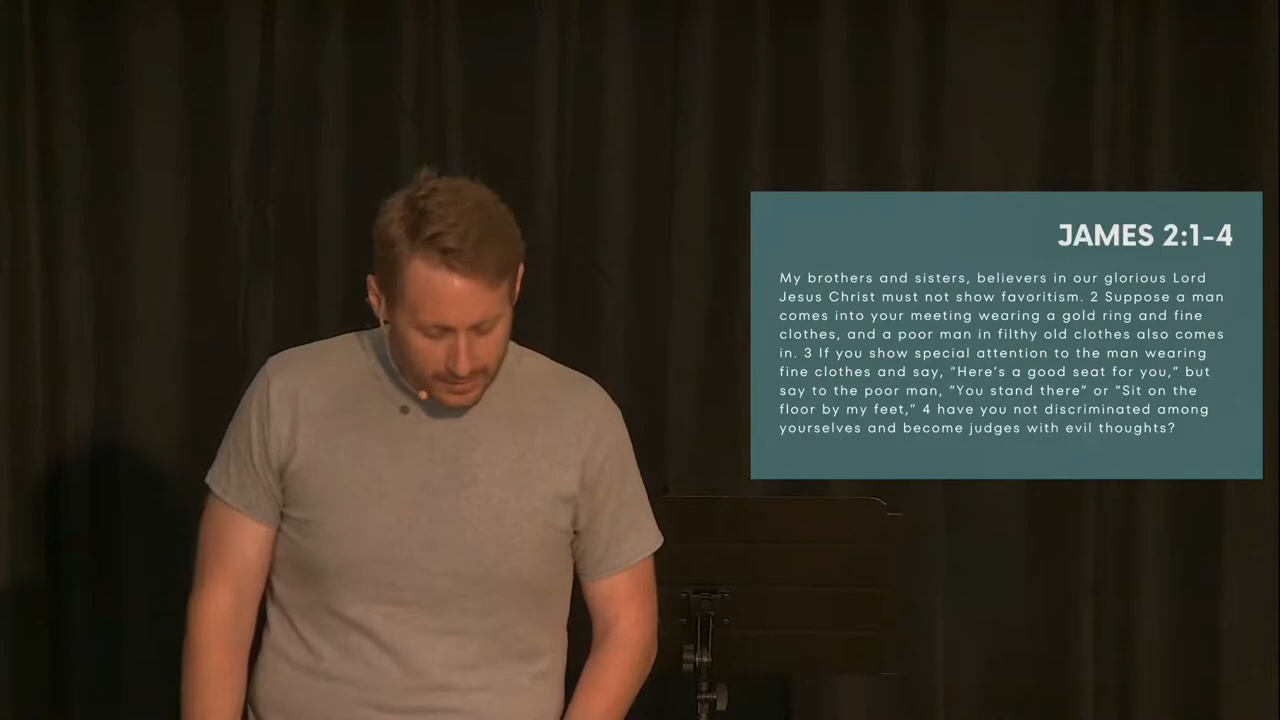 JAMES 2:1-4
My brothers and sisters, believers in our glorious Lord
Jesus Christ must not show favoritism. 2 Suppose a man
comes into your meeting wearing a gold ring and fine
clothes, and a poor man in filthy old clothes also comes
in. 3 If you show special attention to the man wearing
fine clothes and say, “Here’s a good seat for you,” but
say to the poor man, “You stand there” or “Sit on the
floor by my feet,” 4 have you not discriminated among
yourselves and become judges with evil thoughts?